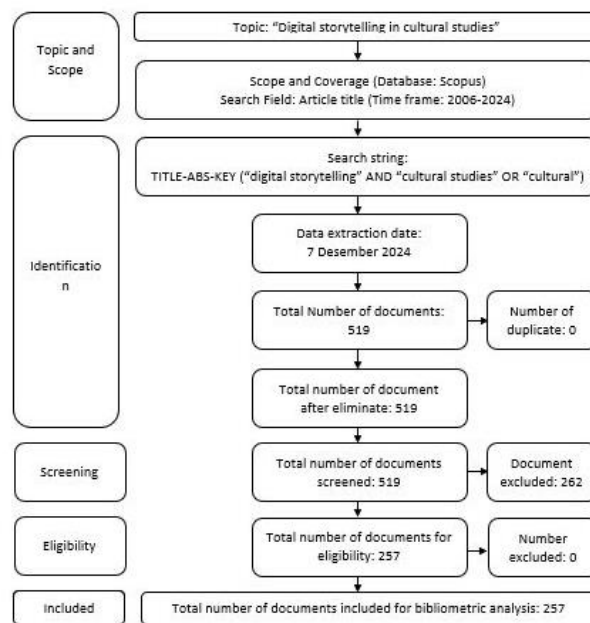 Topic and
Scope
Topic: “Digital storytelling in cultural studies”
Scope and Coverage (Database: Scopus)
Search Field: Article title (Time frame: 2006-2024)
Identificatio
n
Search string:
TITLE-ABS-KEY (“digital storytelling” AND “cultural studies” OR “cultural”)
Data extraction date:
7 Desember 2024
Total Number of documents:
519
Number of
duplicate: 0
Total number of document
after eliminate: 519
Screening
Total number of documents
screened: 519
Document
excluded: 262
Eligibility
Total number of documents for
eligibility: 257
Number
excluded: 0
Included
Total number of documents included for bibliometric analysis: 257